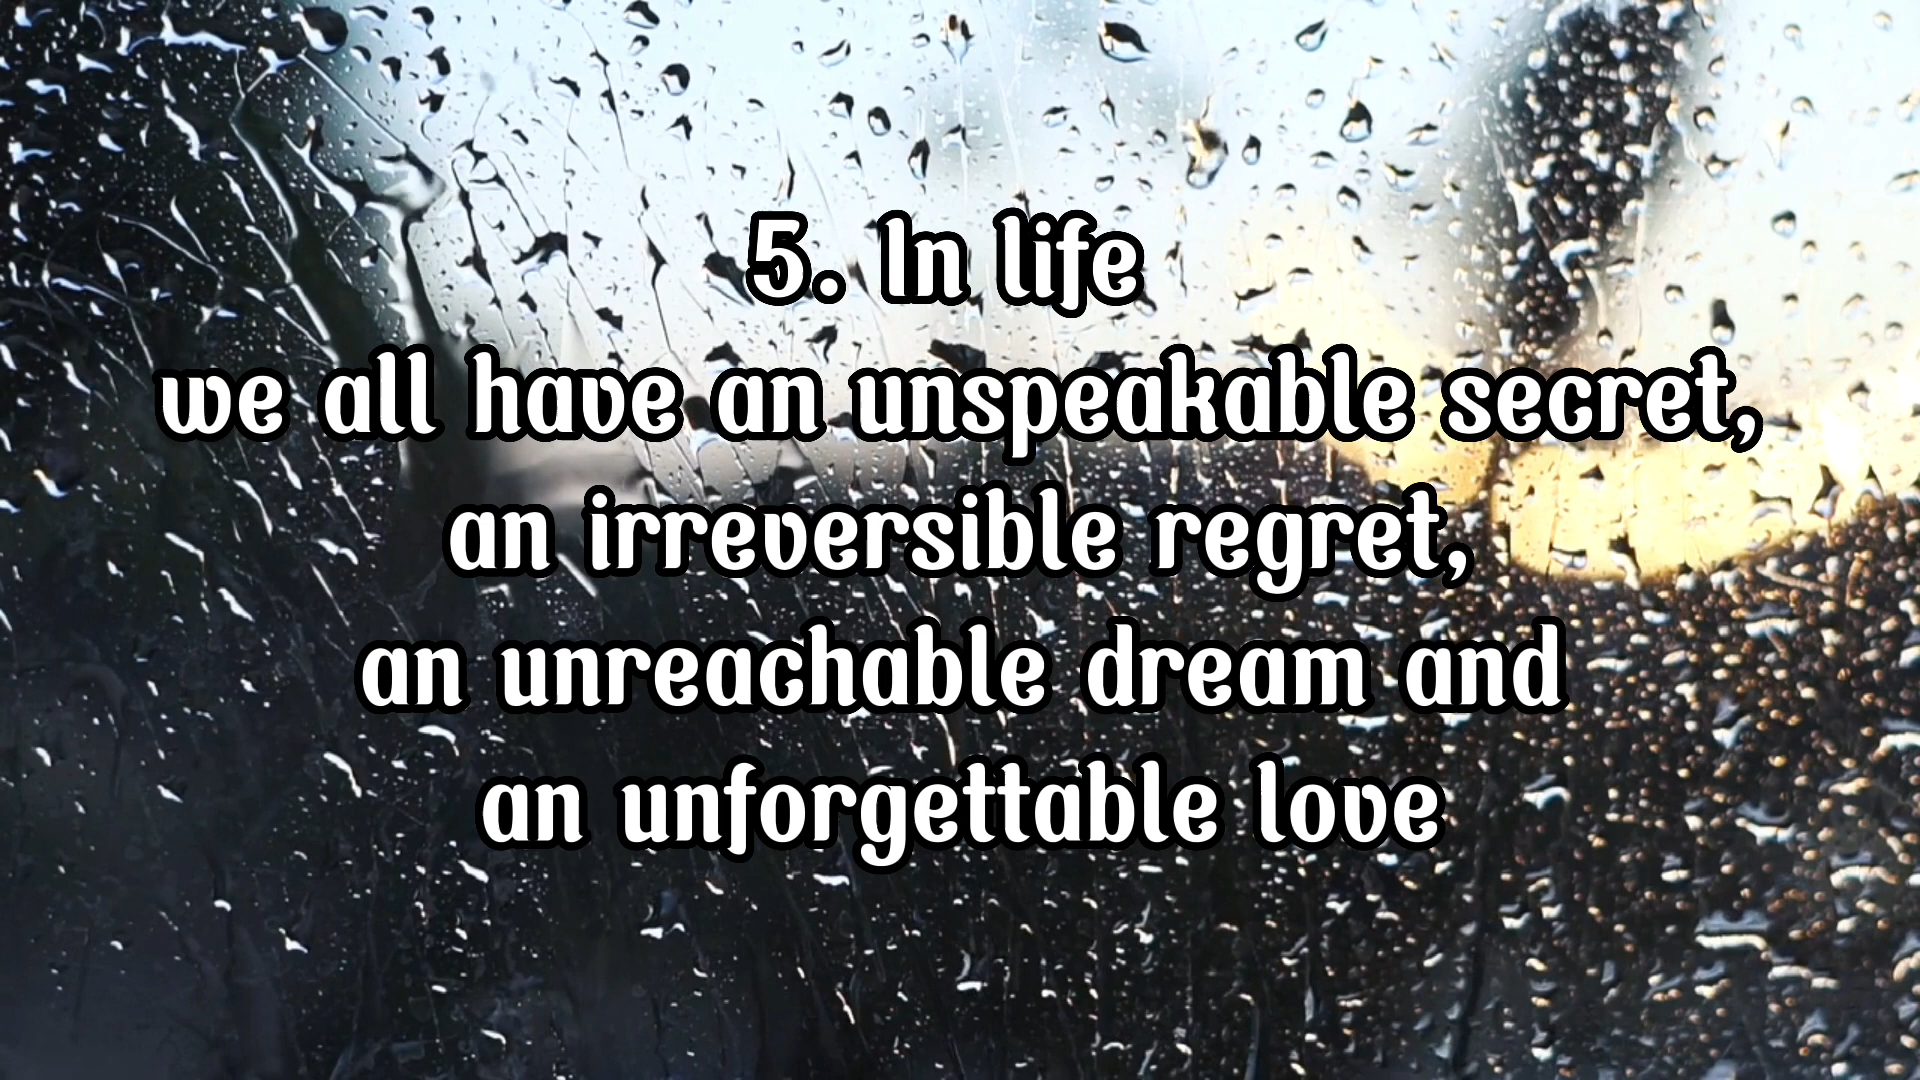 5. In life
we all have an unspeakable secret,
an irreversible regret,
an unreachable dream and
an unforgettable love